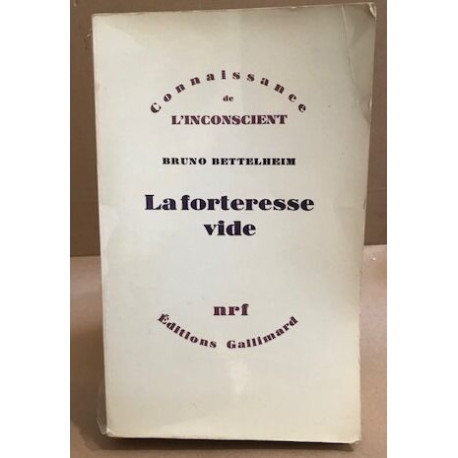 Connaissance
de
L'INCONSCIENT
BRUNO BETTELHEIM
La forteresse
vide
nrf
Éditions Gallimard